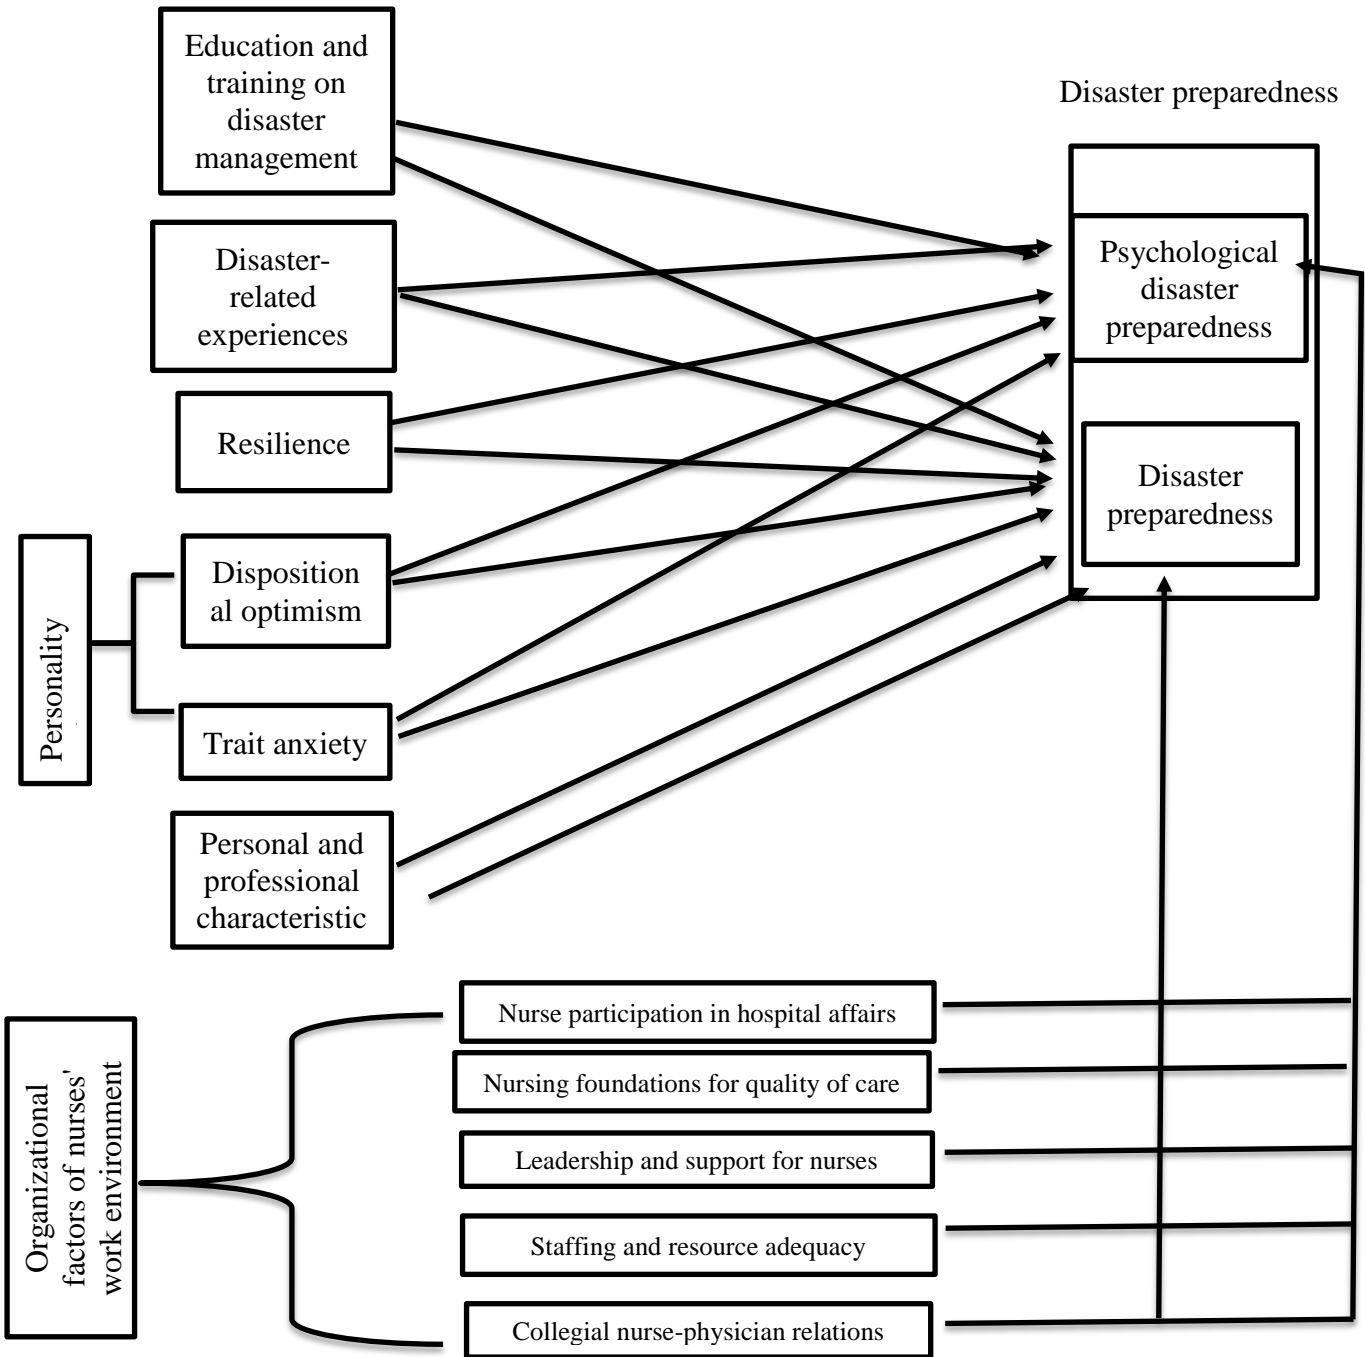 Education and
training on
disaster
management
Disaster preparedness
Disaster-
related
experiences
Psychological
disaster
preparedness
Resilience
Disaster
preparedness
Personality
Disposition
al optimism
Trait anxiety
Personal and
professional
characteristic
Organizational
factors of nurses'
work environment
Nurse participation in hospital affairs
Nursing foundations for quality of care
Leadership and support for nurses
Staffing and resource adequacy
Collegial nurse-physician relations